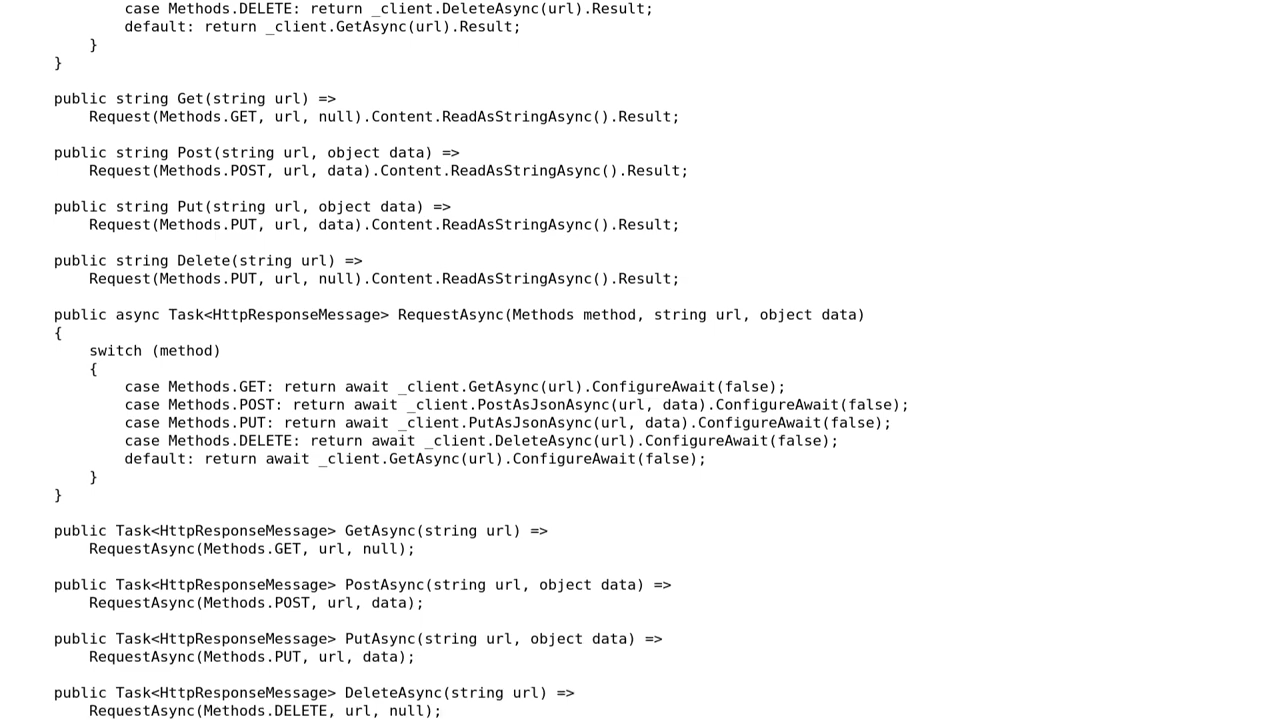 case Methods.DELETE: return _client.DeleteAsync(url).Result;
        default: return _client.GetAsync(url).Result;
    }
}

public string Get(string url) =>
    Request(Methods.GET, url, null).Content.ReadAsStringAsync().Result;

public string Post(string url, object data) =>
    Request(Methods.POST, url, data).Content.ReadAsStringAsync().Result;

public string Put(string url, object data) =>
    Request(Methods.PUT, url, data).Content.ReadAsStringAsync().Result;

public string Delete(string url) =>
    Request(Methods.PUT, url, null).Content.ReadAsStringAsync().Result;

public async Task<HttpResponseMessage> RequestAsync(Methods method, string url, object data)
{
    switch (method)
    {
        case Methods.GET: return await _client.GetAsync(url).ConfigureAwait(false);
        case Methods.POST: return await _client.PostAsJsonAsync(url, data).ConfigureAwait(false);
        case Methods.PUT: return await _client.PutAsJsonAsync(url, data).ConfigureAwait(false);
        case Methods.DELETE: return await _client.DeleteAsync(url).ConfigureAwait(false);
        default: return await _client.GetAsync(url).ConfigureAwait(false);
    }
}

public Task<HttpResponseMessage> GetAsync(string url) =>
    RequestAsync(Methods.GET, url, null);

public Task<HttpResponseMessage> PostAsync(string url, object data) =>
    RequestAsync(Methods.POST, url, data);

public Task<HttpResponseMessage> PutAsync(string url, object data) =>
    RequestAsync(Methods.PUT, url, data);

public Task<HttpResponseMessage> DeleteAsync(string url) =>
    RequestAsync(Methods.DELETE, url, null);